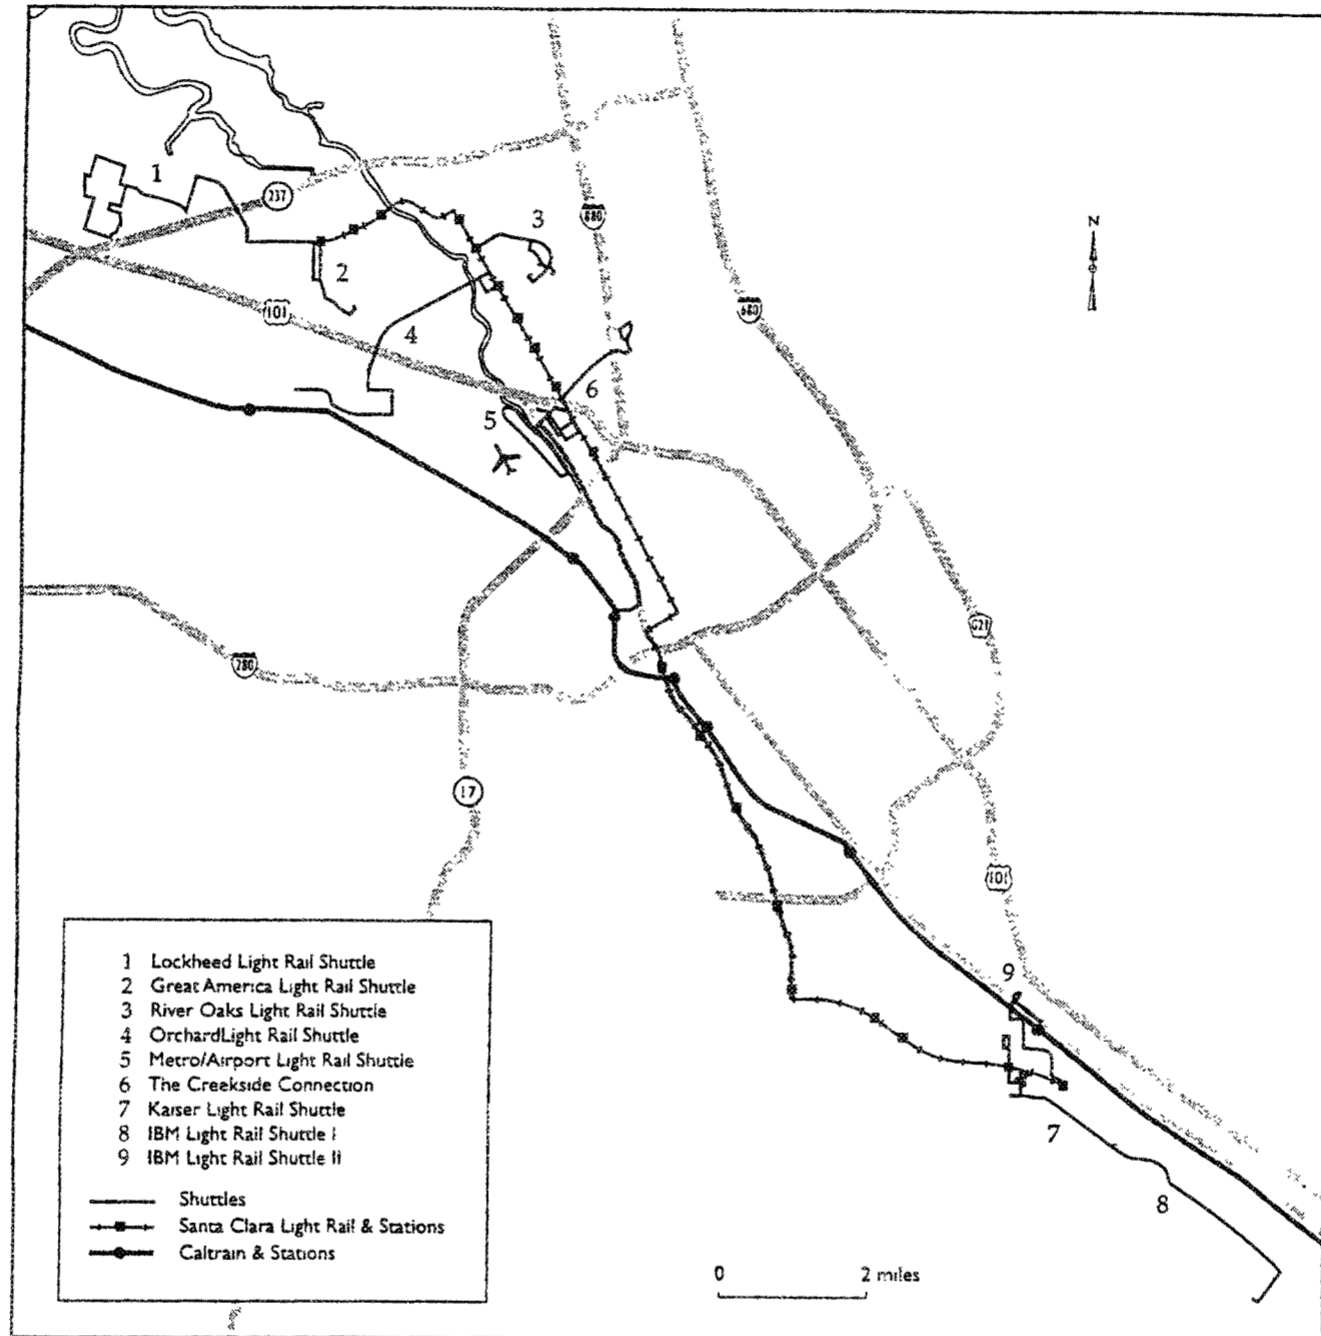 1
237
3
880
N
2
101
680
4
6
5
G21
280
17
101
9
7
8
1 Lockheed Light Rail Shuttle
2 Great America Light Rail Shuttle
3 River Oaks Light Rail Shuttle
4 OrchardLight Rail Shuttle
5 Metro/Airport Light Rail Shuttle
6 The Creekside Connection
7 Kaiser Light Rail Shuttle
8 IBM Light Rail Shuttle I
9 IBM Light Rail Shuttle II
Shuttles
Santa Clara Light Rail & Stations
Caltrain & Stations
0 2 miles